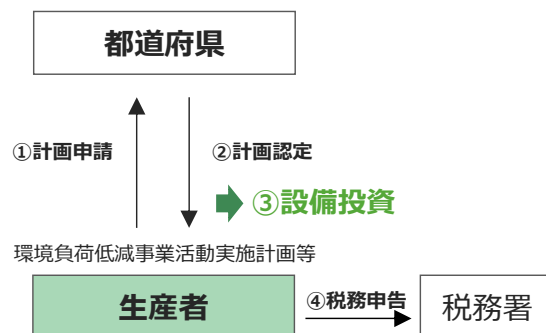 都道府県
①計画申請
②計画認定
③設備投資
環境負荷低減事業活動実施計画等
生産者
④税務申告
税務署